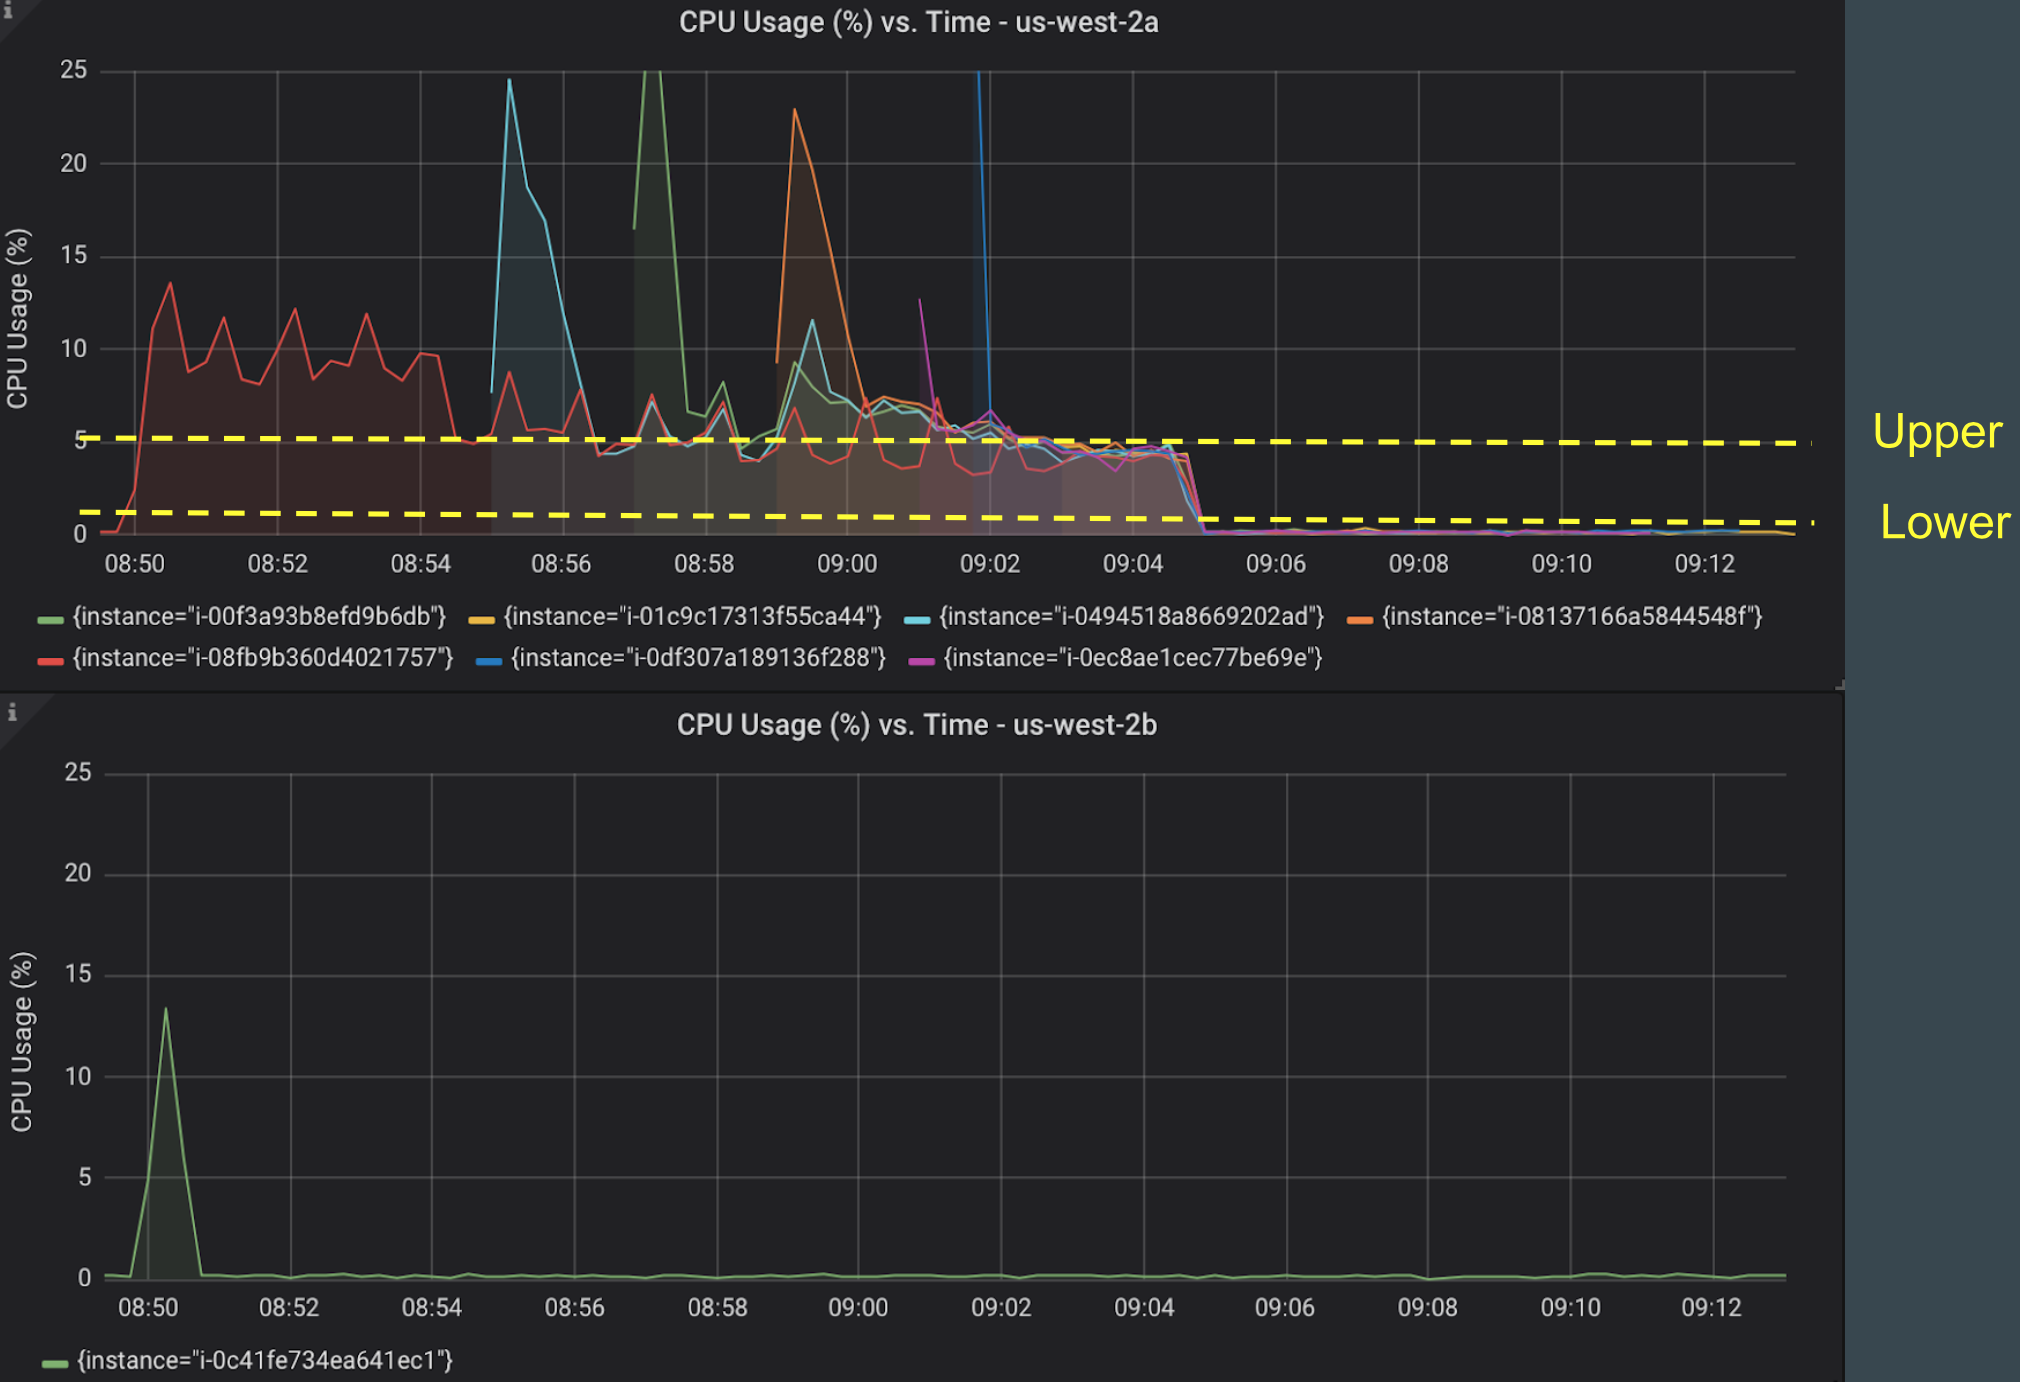 CPU Usage (%) vs. Time - us-west-2a
25
20
15
10
5
0
CPU Usage (%)
Upper
Lower
08:50 08:52 08:54 08:56 08:58 09:00 09:02 09:04 09:06 09:08 09:10 09:12
{instance="i-00f3a93b8efd9b6db"} {instance="i-01c9c17313f55ca44"} {instance="i-0494518a8669202ad"} {instance="i-08137166a5844548f"}
{instance="i-08fb9b360d4021757"} {instance="i-0df307a189136f288"} {instance="i-0ec8ae1cec77be69e"}
CPU Usage (%) vs. Time - us-west-2b
25
20
15
10
5
0
CPU Usage (%)
08:50 08:52 08:54 08:56 08:58 09:00 09:02 09:04 09:06 09:08 09:10 09:12
{instance="i-0c41fe734ea641ec1"}